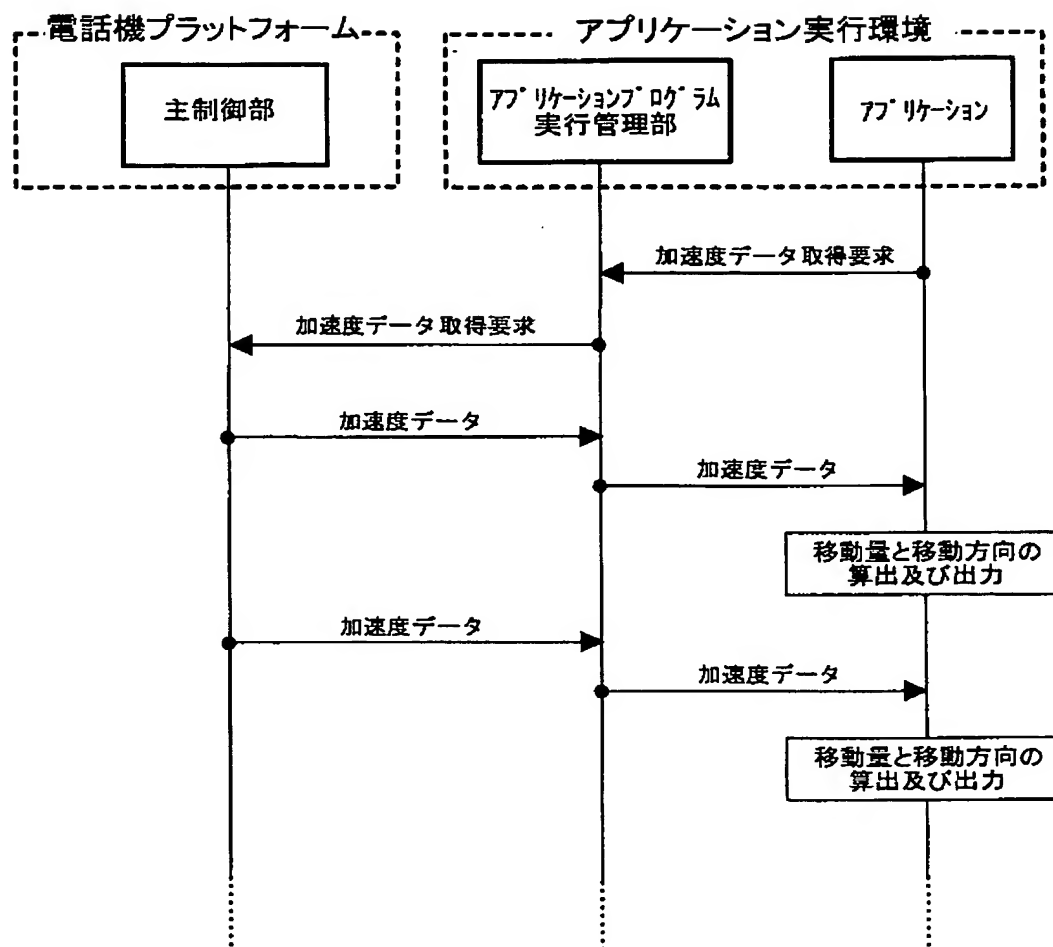 電話機プラットフォーム
アプリケーション実行環境
主制御部
アプリケーションプログラム
実行管理部
アプリケーション
加速度データ取得要求
加速度データ取得要求
加速度データ
加速度データ
移動量と移動方向の
算出及び出力
加速度データ
加速度データ
移動量と移動方向の
算出及び出力